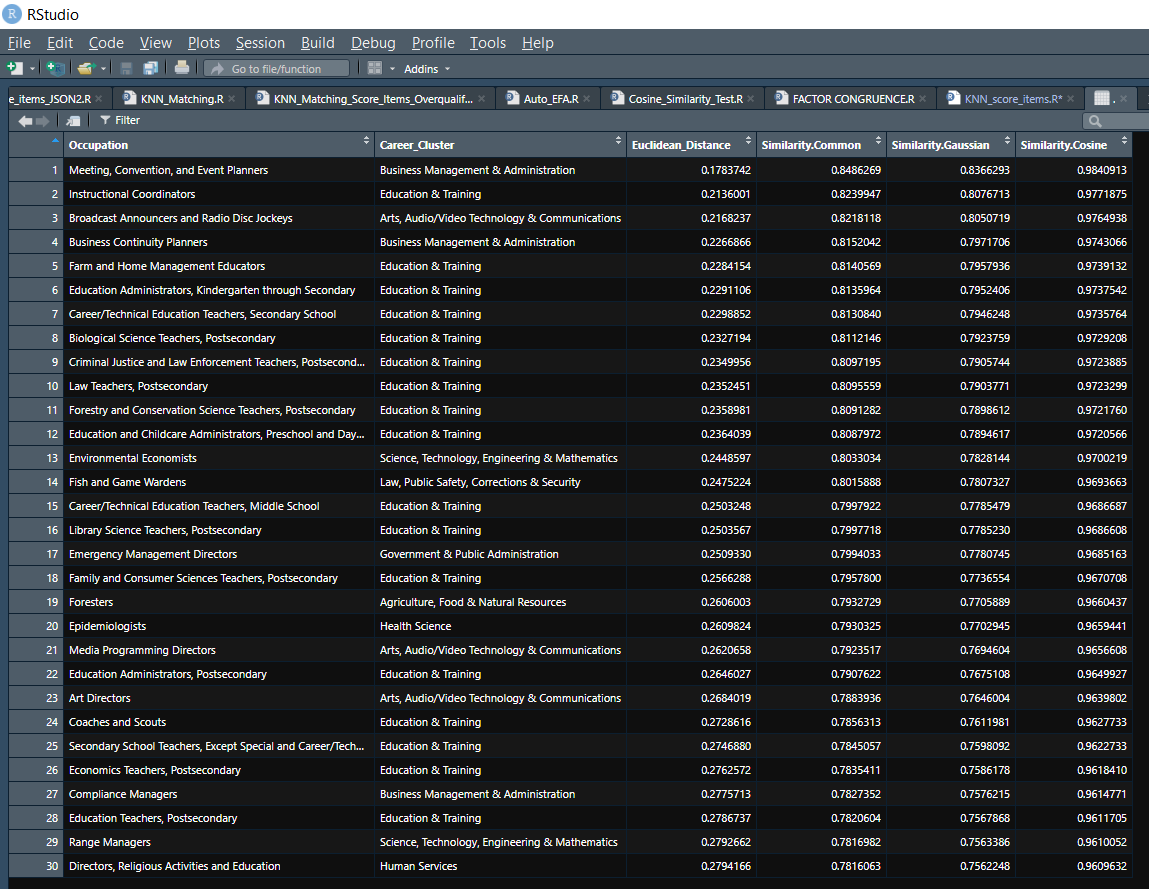 RStudio
File Edit Code View Plots Session Build Debug Profile Tools Help
Go to file/function Addins
e_items_JSON2.R KNN_Matching.R KNN_Matching_Score_Items_Overqualif... Auto_EFA.R Cosine_Similarity_Test.R FACTOR CONGRUENCE.R KNN_score_items.R* .
Filter
Occupation Career_Cluster Euclidean_Distance Similarity.Common Similarity.Gaussian Similarity.Cosine
1 Meeting, Convention, and Event Planners Business Management & Administration 0.1783742 0.8486269 0.8366293 0.9840913
2 Instructional Coordinators Education & Training 0.2136001 0.8239947 0.8076713 0.9771875
3 Broadcast Announcers and Radio Disc Jockeys Arts, Audio/Video Technology & Communications 0.2168237 0.8218118 0.8050719 0.9764938
4 Business Continuity Planners Business Management & Administration 0.2266866 0.8152042 0.7971706 0.9743066
5 Farm and Home Management Educators Education & Training 0.2284154 0.8140569 0.7957936 0.9739132
6 Education Administrators, Kindergarten through Secondary Education & Training 0.2291106 0.8135964 0.7952406 0.9737542
7 Career/Technical Education Teachers, Secondary School Education & Training 0.2298852 0.8130840 0.7946248 0.9735764
8 Biological Science Teachers, Postsecondary Education & Training 0.2327194 0.8112146 0.7923759 0.9729208
9 Criminal Justice and Law Enforcement Teachers, Postsecond... Education & Training 0.2349956 0.8097195 0.7905744 0.9723885
10 Law Teachers, Postsecondary Education & Training 0.2352451 0.8095559 0.7903771 0.9723299
11 Forestry and Conservation Science Teachers, Postsecondary Education & Training 0.2358981 0.8091282 0.7898612 0.9721760
12 Education and Childcare Administrators, Preschool and Day... Education & Training 0.2364039 0.8087972 0.7894617 0.9720566
13 Environmental Economists Science, Technology, Engineering & Mathematics 0.2448597 0.8033034 0.7828144 0.9700219
14 Fish and Game Wardens Law, Public Safety, Corrections & Security 0.2475224 0.8015888 0.7807327 0.9693663
15 Career/Technical Education Teachers, Middle School Education & Training 0.2503248 0.7997922 0.7785479 0.9686687
16 Library Science Teachers, Postsecondary Education & Training 0.2503567 0.7997718 0.7785230 0.9686608
17 Emergency Management Directors Government & Public Administration 0.2509330 0.7994033 0.7780745 0.9685163
18 Family and Consumer Sciences Teachers, Postsecondary Education & Training 0.2566288 0.7957800 0.7736554 0.9670708
19 Foresters Agriculture, Food & Natural Resources 0.2606003 0.7932729 0.7705889 0.9660437
20 Epidemiologists Health Science 0.2609824 0.7930325 0.7702945 0.9659441
21 Media Programming Directors Arts, Audio/Video Technology & Communications 0.2620658 0.7923517 0.7694604 0.9656608
22 Education Administrators, Postsecondary Education & Training 0.2646027 0.7907622 0.7675108 0.9649927
23 Art Directors Arts, Audio/Video Technology & Communications 0.2684019 0.7883936 0.7646004 0.9639802
24 Coaches and Scouts Education & Training 0.2728616 0.7856313 0.7611981 0.9627733
25 Secondary School Teachers, Except Special and Career/Tech... Education & Training 0.2746880 0.7845057 0.7598092 0.9622733
26 Economics Teachers, Postsecondary Education & Training 0.2762572 0.7835411 0.7586178 0.9618410
27 Compliance Managers Business Management & Administration 0.2775713 0.7827352 0.7576215 0.9614771
28 Education Teachers, Postsecondary Education & Training 0.2786737 0.7820604 0.7567868 0.9611705
29 Range Managers Science, Technology, Engineering & Mathematics 0.2792662 0.7816982 0.7563386 0.9610052
30 Directors, Religious Activities and Education Human Services 0.2794166 0.7816063 0.7562248 0.9609632